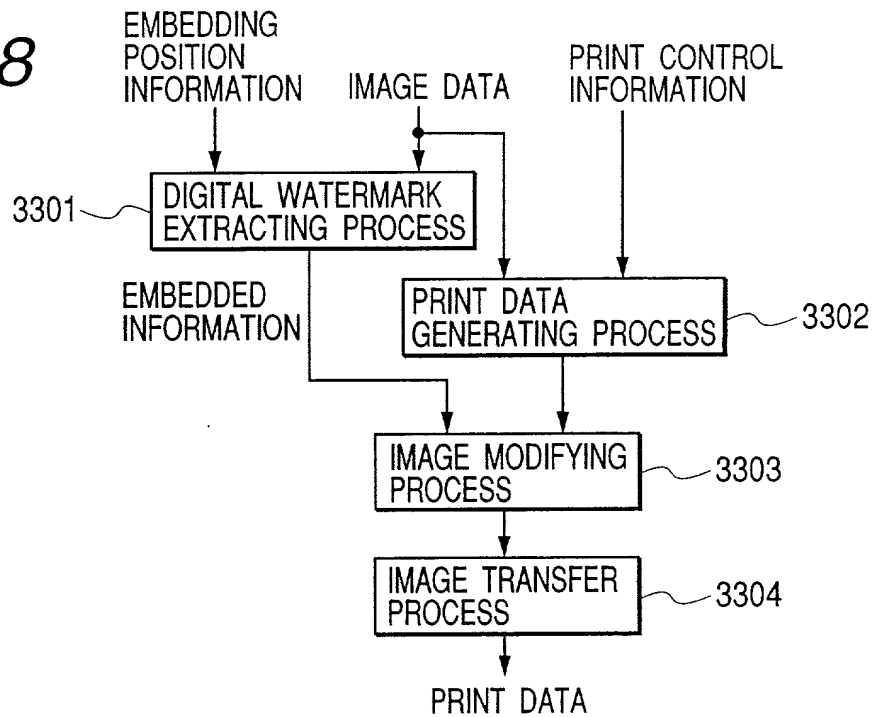 8
EMBEDDING
POSITION
INFORMATION
IMAGE DATA
PRINT CONTROL
INFORMATION
3301
DIGITAL WATERMARK
EXTRACTING PROCESS
EMBEDDED
INFORMATION
PRINT DATA
GENERATING PROCESS
3302
IMAGE MODIFYING
PROCESS
3303
IMAGE TRANSFER
PROCESS
3304
PRINT DATA